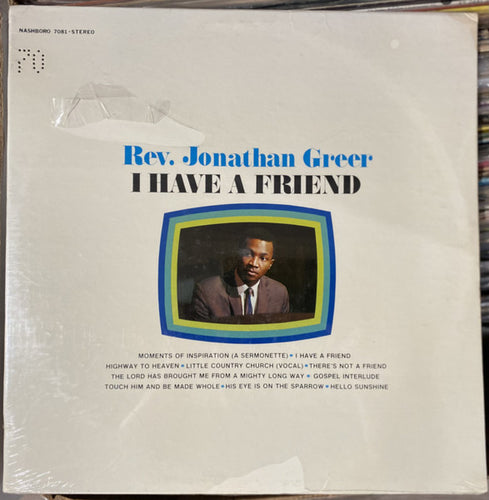 NASHBORO 7081-STEREO
70
Rev. Jonathan Greer
I HAVE A FRIEND
MOMENTS OF INSPIRATION (A SERMONETTE) • I HAVE A FRIEND
HIGHWAY TO HEAVEN • LITTLE COUNTRY CHURCH (VOCAL) • THERE'S NOT A FRIEND
THE LORD HAS BROUGHT ME FROM A MIGHTY LONG WAY • GOSPEL INTERLUDE
TOUCH HIM AND BE MADE WHOLE • HIS EYE IS ON THE SPARROW • HELLO SUNSHINE